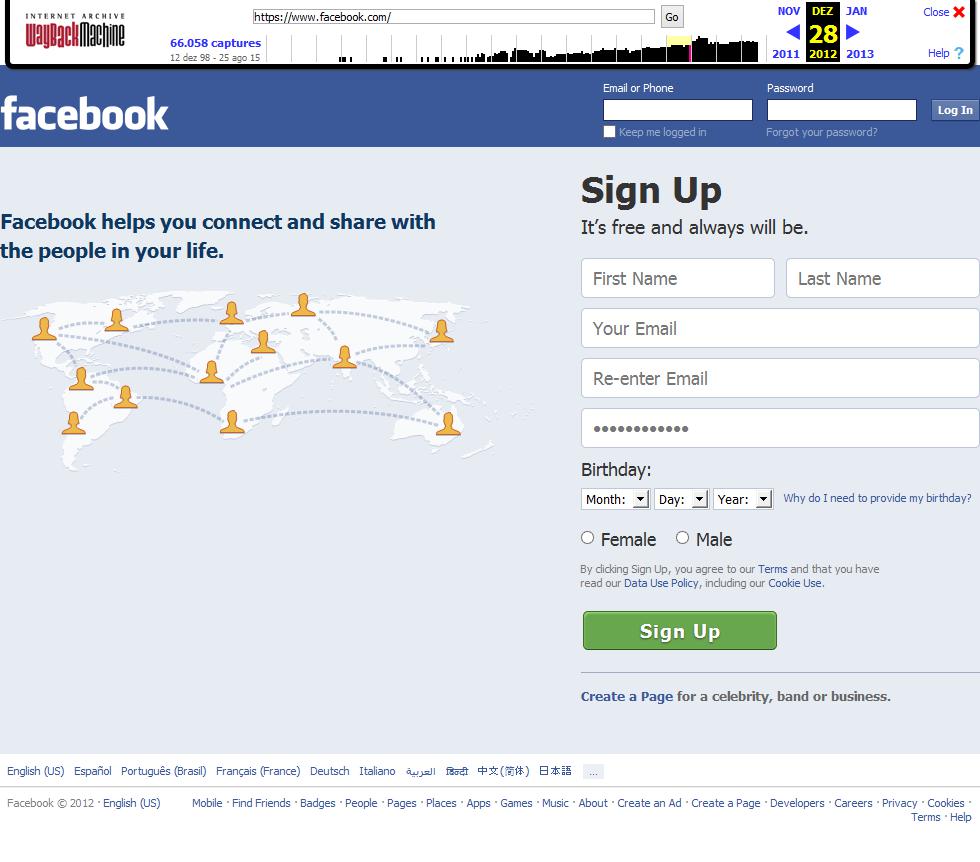 INTERNET ARCHIVE
WayBackMachine
https://www.facebook.com/
Go
66.058 captures
12 dez 98 - 25 ago 15
NOV DEZ JAN
28
2011 2012 2013
Close
Help ?
facebook
Email or Phone Password
Log In
Keep me logged in Forgot your password?
Sign Up
It's free and always will be.
Facebook helps you connect and share with
the people in your life.
First Name Last Name
Your Email
Re-enter Email
••••••••••••
Birthday:
Month: Day: Year: Why do I need to provide my birthday?
Female Male
By clicking Sign Up, you agree to our Terms and that you have
read our Data Use Policy, including our Cookie Use.
Sign Up
Create a Page for a celebrity, band or business.
English (US) Español Português (Brasil) Français (France) Deutsch Italiano العربية हिन्दी 中文(简体) 日本語 ...
Facebook © 2012 · English (US) Mobile · Find Friends · Badges · People · Pages · Places · Apps · Games · Music · About · Create an Ad · Create a Page · Developers · Careers · Privacy · Cookies ·
Terms · Help